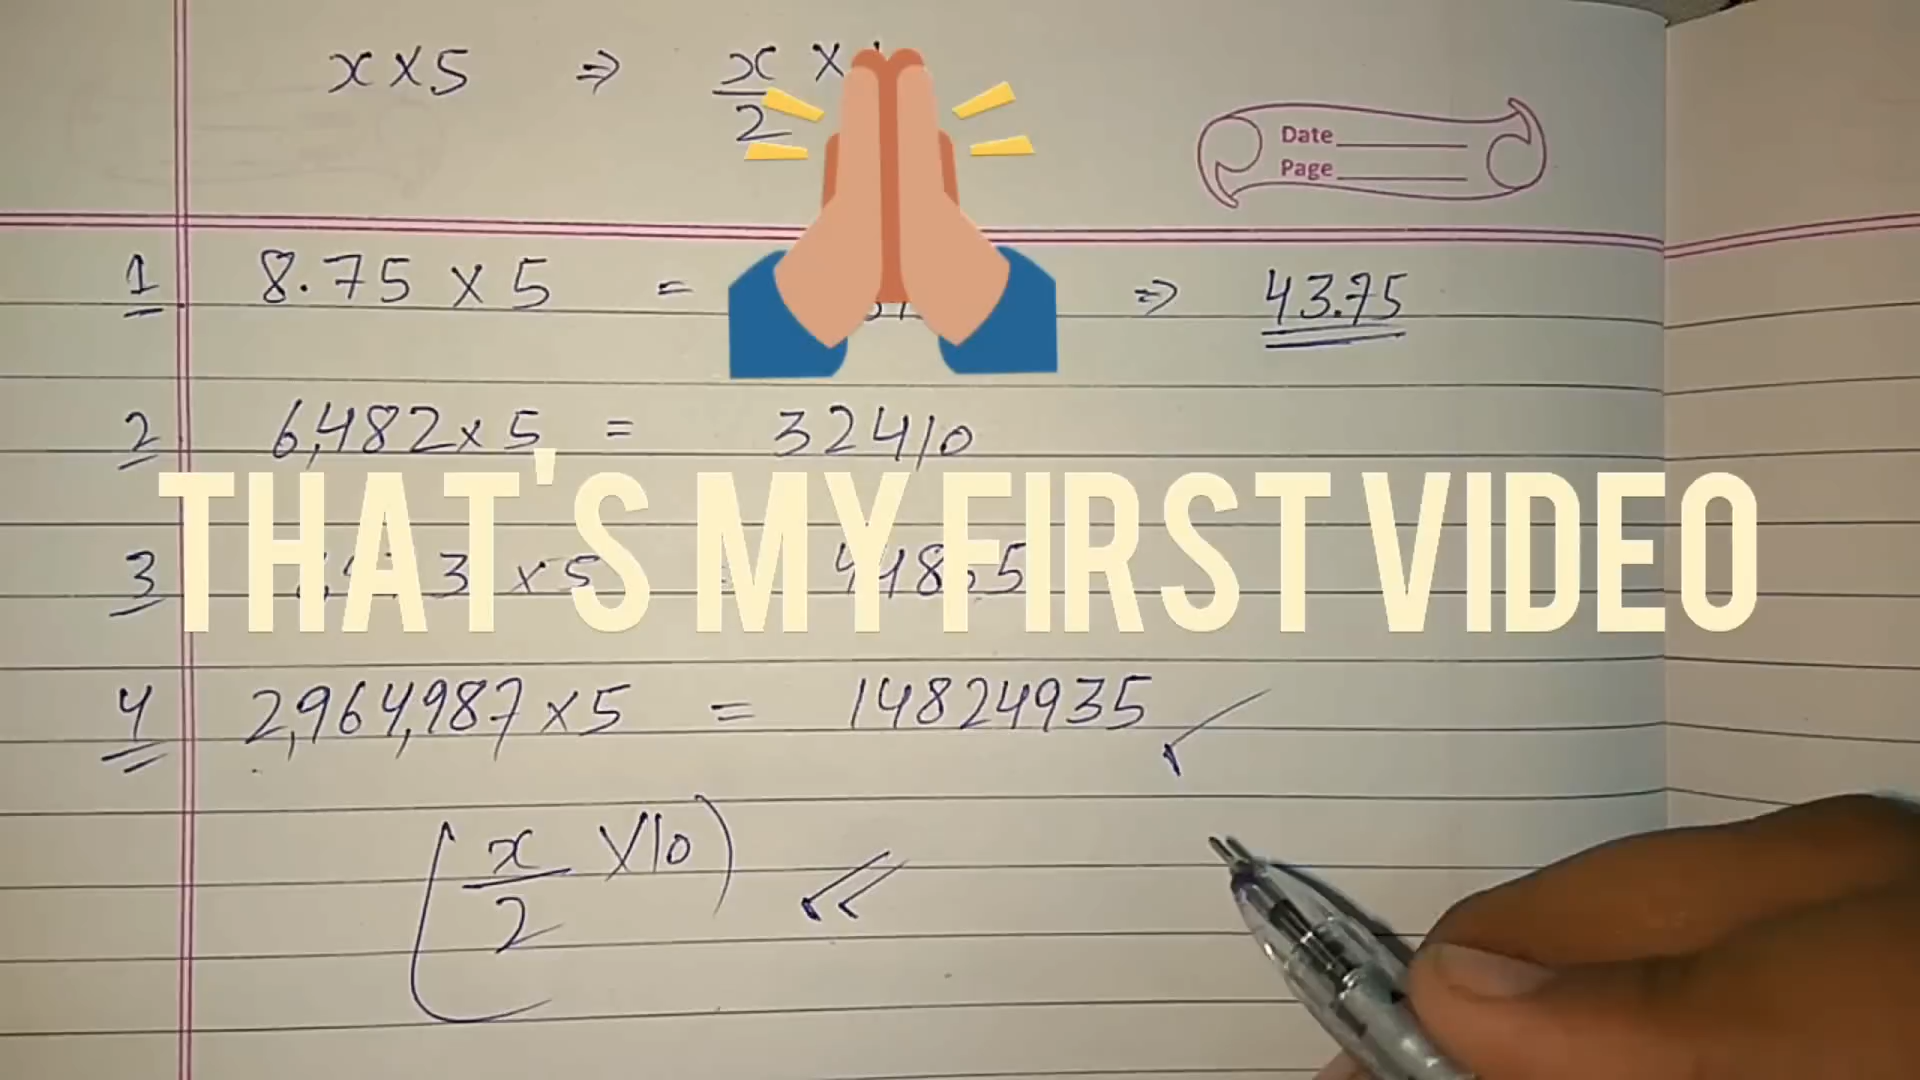 x×5 ⇒ x/2 ×
Date
Page
1 8.75 × 5 = ⇒ 43.75
2 6,482×5 = 32410
THAT'S MY FIRST VIDEO
3 3 ×5
4 2,964,987×5 = 14824935
(x/2 ×10)